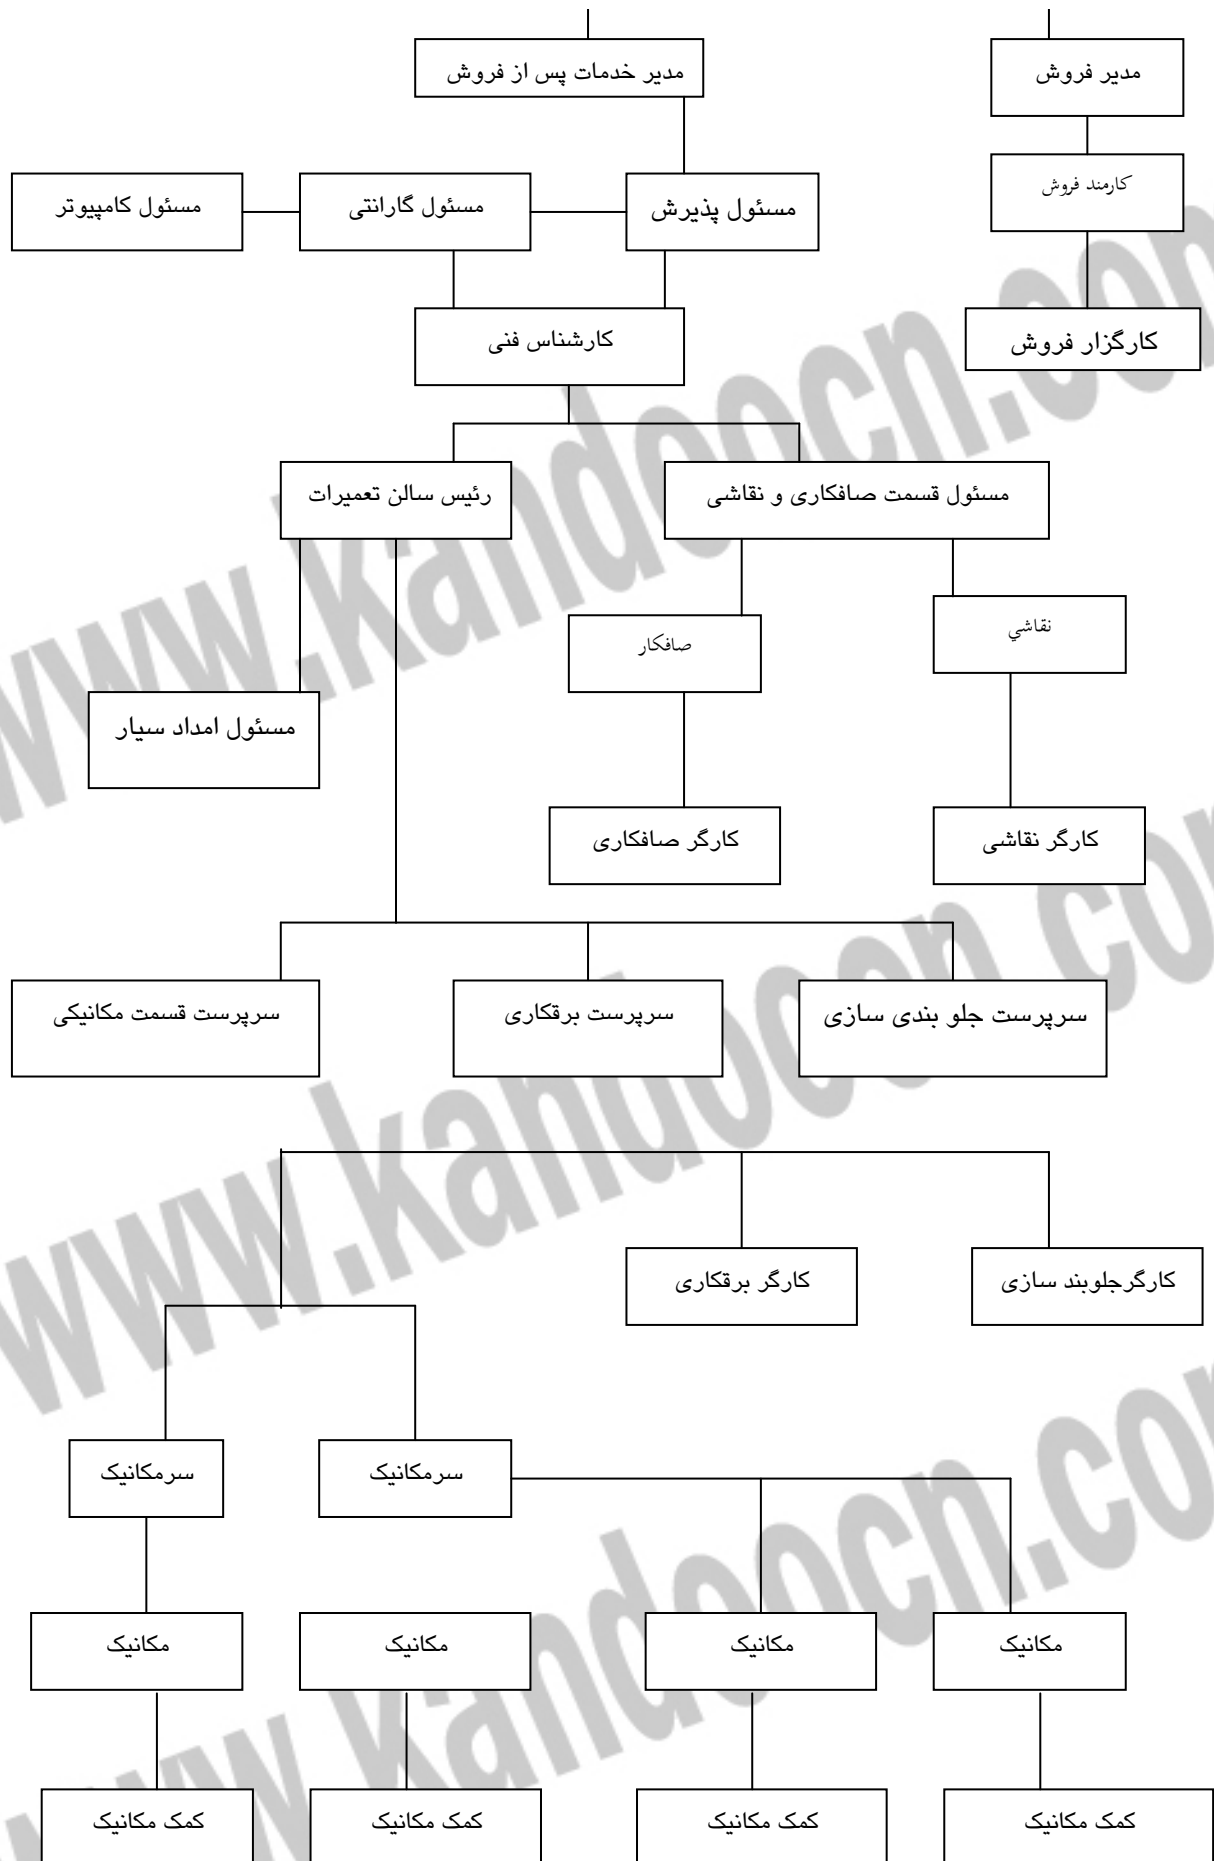 مدیر فروش
مدیر خدمات پس از فروش
کارمند فروش
مسئول پذیرش
مسئول گارانتی
مسئول کامپیوتر
کارگزار فروش
کارشناس فنی
مسئول قسمت صافکاری و نقاشی
رئیس سالن تعمیرات
نقاشي
صافکار
مسئول امداد سیار
کارگر نقاشی
کارگر صافکاری
سرپرست جلو بندی سازی
سرپرست برقکاری
سرپرست قسمت مکانیکی
کارگرجلوبند سازی
کارگر برقکاری
سرمکانیک
سرمکانیک
مکانیک
مکانیک
مکانیک
مکانیک
کمک مکانیک
کمک مکانیک
کمک مکانیک
کمک مکانیک
www.kandoocn.com
www.kandoocn.com
www.kandoocn.com